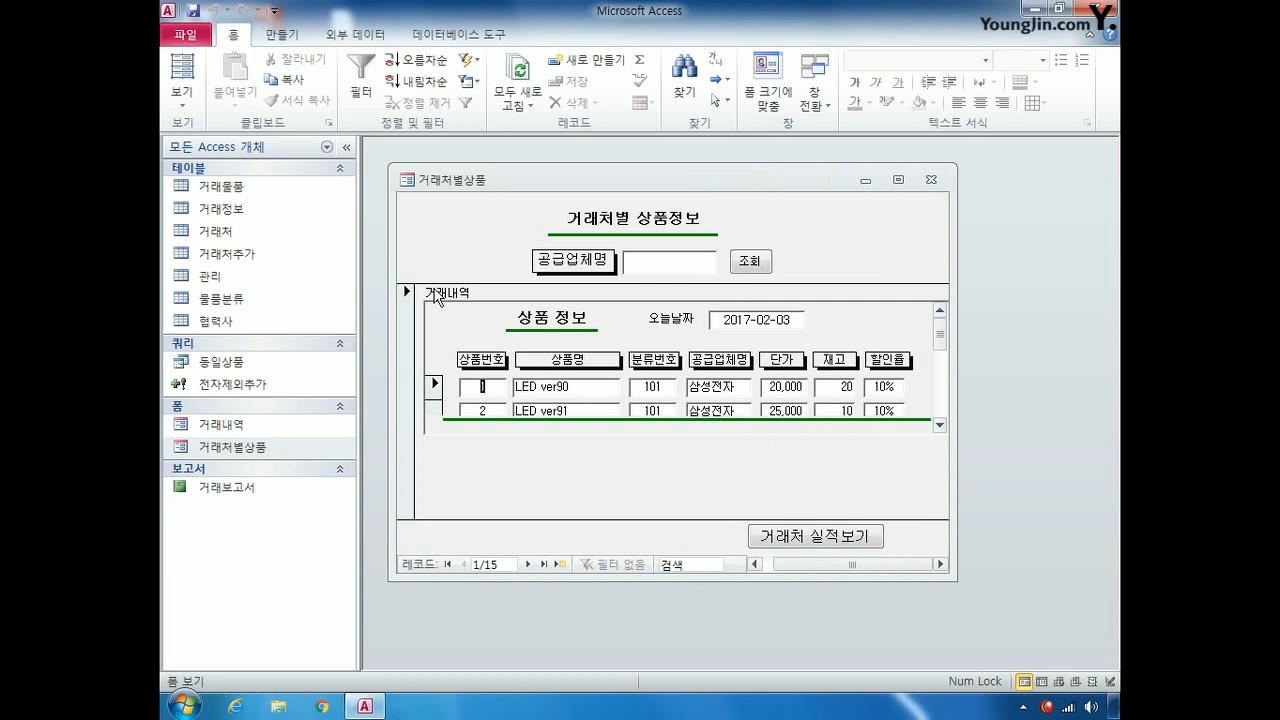 Microsoft Access
Younglin.com Y.
파일 홈 만들기 외부 데이터 데이터베이스 도구
보기 붙여넣기 잘라내기 복사 서식 복사
필터 오름차순 내림차순 정렬 제거
모두 새로 고침 새로 만들기 저장 삭제
찾기 폼 크기에 맞춤 창 전환
가 가 가
가
보기 클립보드 정렬 및 필터 레코드 찾기 창 텍스트 서식
모든 Access 개체
테이블
거래물품
거래정보
거래처
거래처추가
관리
물품분류
협력사
쿼리
동일상품
전자제외추가
폼
거래내역
거래처별상품
보고서
거래보고서
거래처별상품
거래처별 상품정보
공급업체명 조회
거래내역
상품 정보 오늘날짜 2017-02-03
상품번호 상품명 분류번호 공급업체명 단가 재고 할인율
1 LED ver90 101 삼성전자 20,000 20 10%
2 LED ver91 101 삼성전자 25,000 10 10%
거래처 실적보기
레코드: 1/15 필터 없음 검색
폼 보기 Num Lock